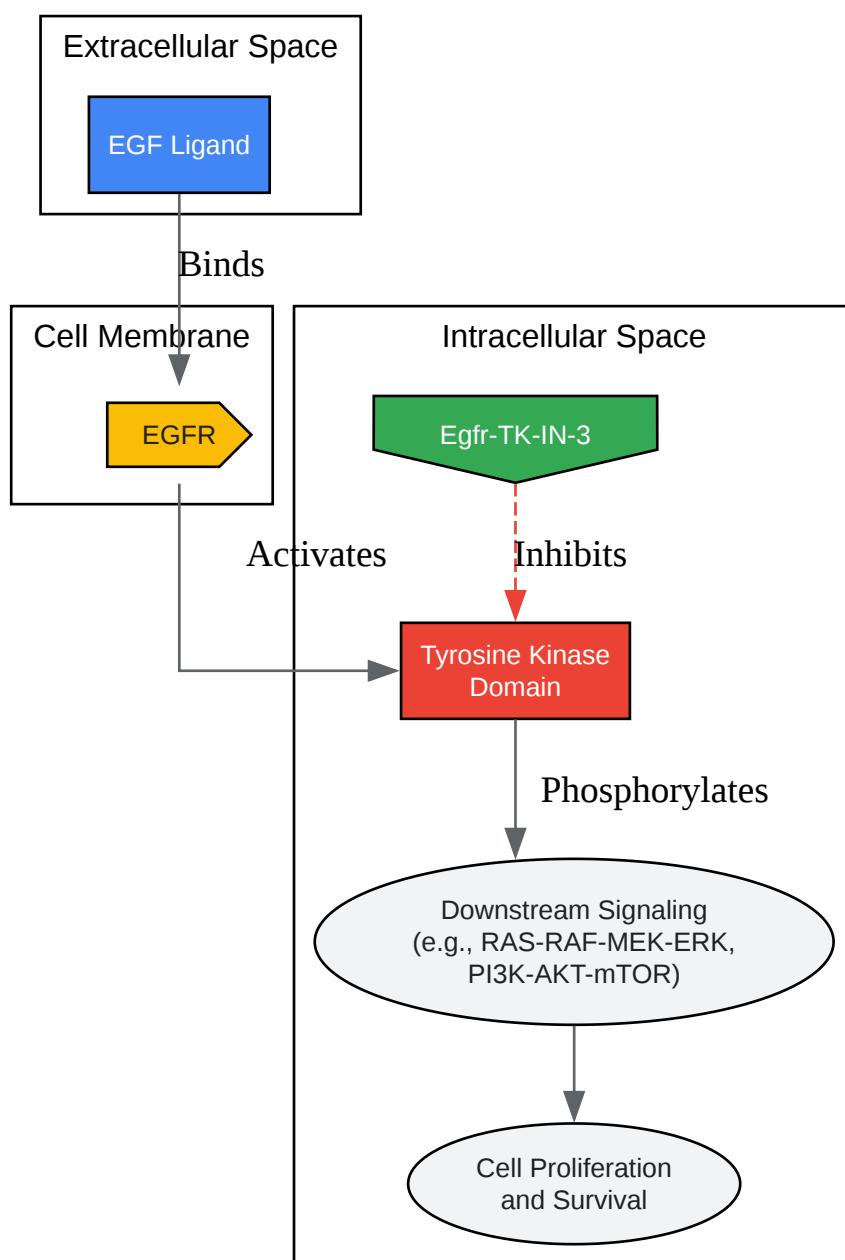 Extracellular Space
EGF Ligand
Binds
Cell Membrane
Intracellular Space
EGFR
Egfr-TK-IN-3
Activates
Inhibits
Tyrosine Kinase
Domain
Phosphorylates
Downstream Signaling
(e.g., RAS-RAF-MEK-ERK,
PI3K-AKT-mTOR)
Cell Proliferation
and Survival